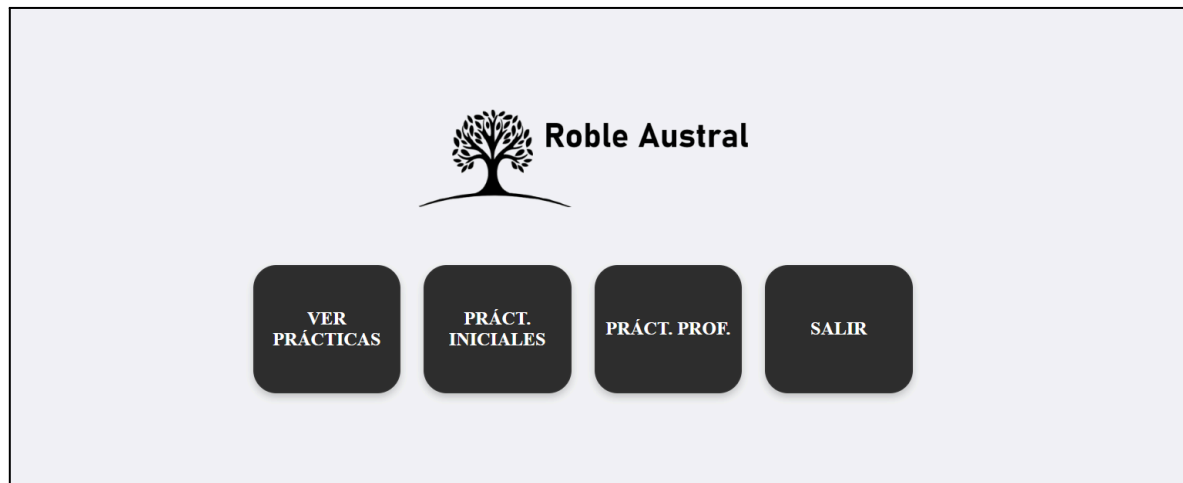 Roble Austral
VER
PRÁCTICAS
PRÁCT.
INICIALES
PRÁCT. PROF.
SALIR